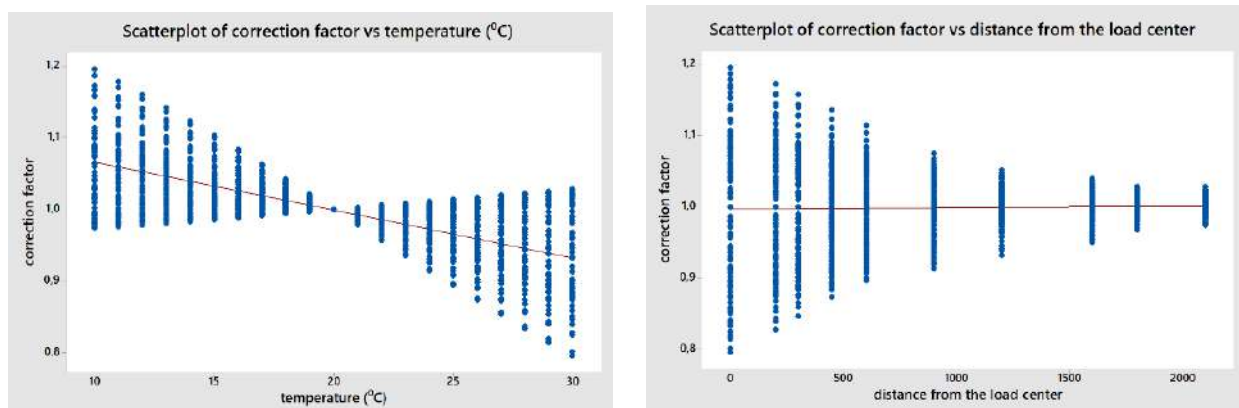 Scatterplot of correction factor vs temperature (⁰C)
1,2
1,1
1,0
0,9
0,8
correction factor
10 15 20 25 30
temperature (⁰C)
Scatterplot of correction factor vs distance from the load center
1,2
1,1
1,0
0,9
0,8
correction factor
0 500 1000 1500 2000
distance from the load center